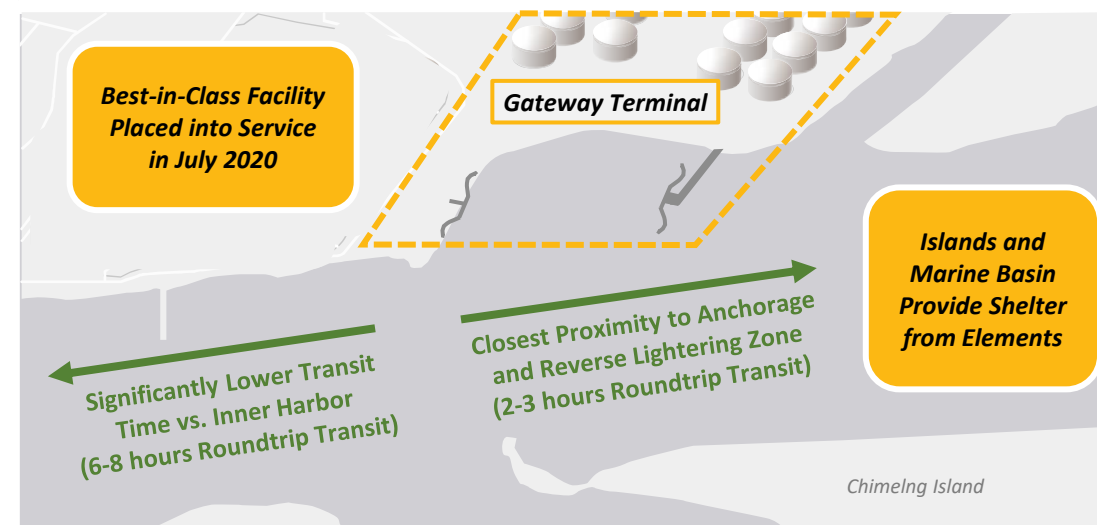 Best-in-Class Facility
Placed into Service
in July 2020
Gateway Terminal
Islands and
Marine Basin
Provide Shelter
from Elements
Significantly Lower Transit
Time vs. Inner Harbor
(6-8 hours Roundtrip Transit)
Closest Proximity to Anchorage
and Reverse Lightering Zone
(2-3 hours Roundtrip Transit)
Chimelng Island